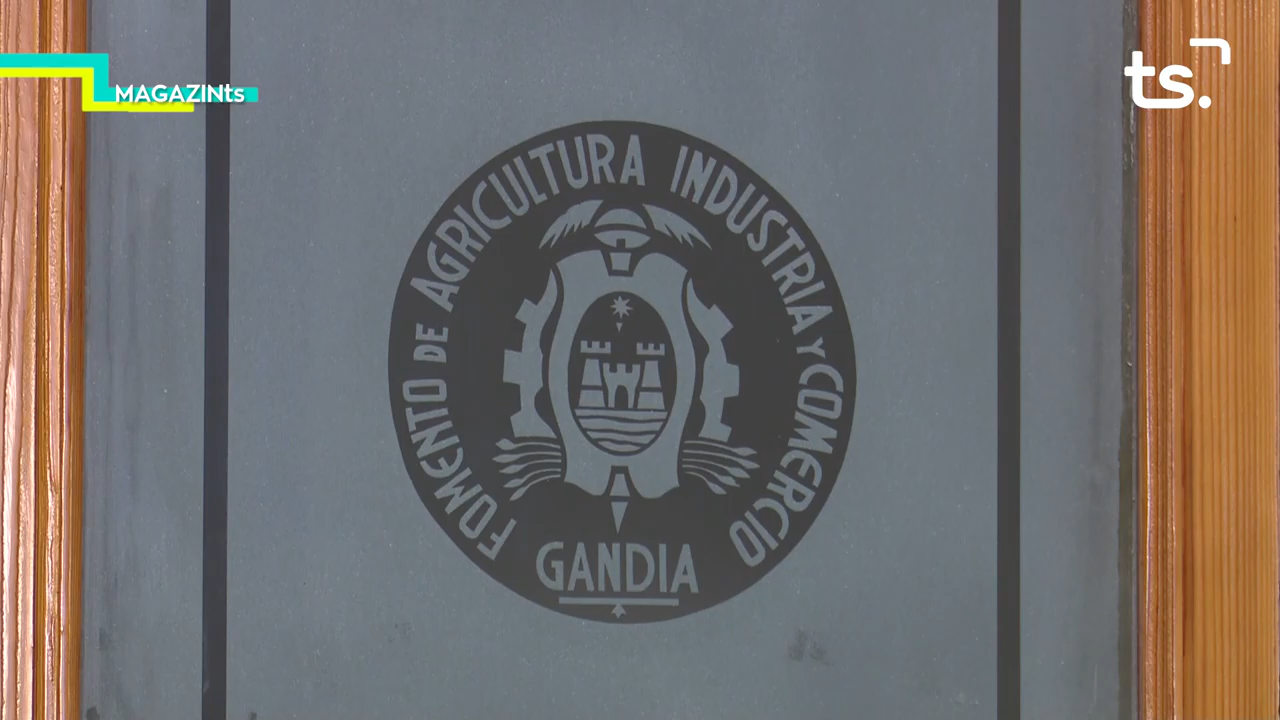 MAGAZINts
ts.
FOMENTO DE AGRICULTURA INDUSTRIA Y COMERCIO
GANDIA